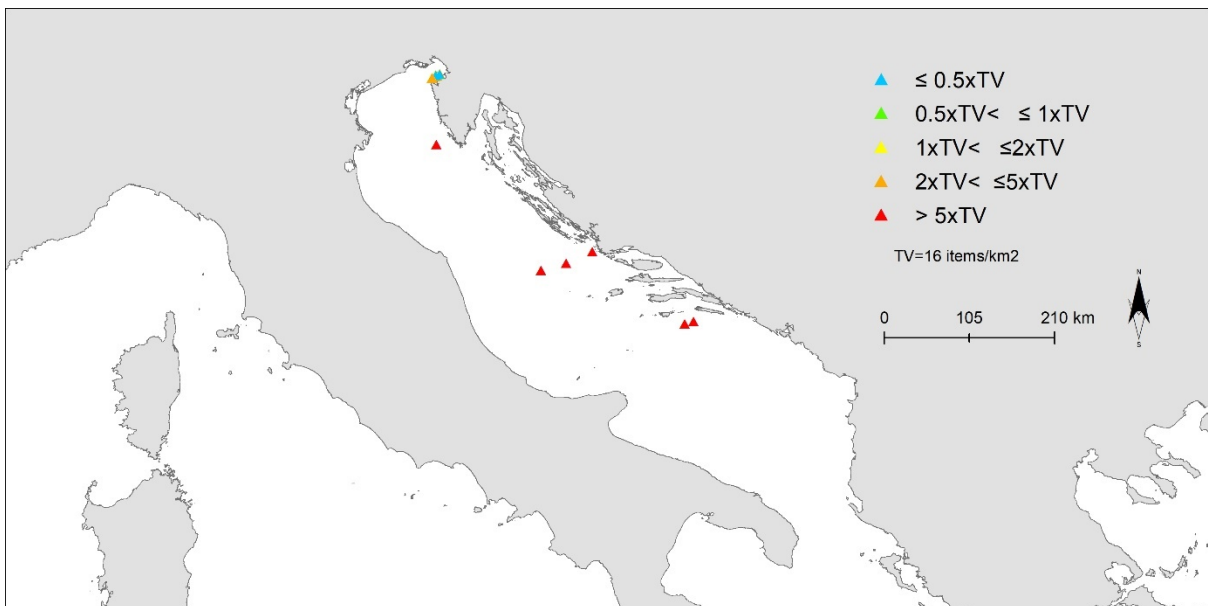 ≤ 0.5xTV
0.5xTV< ≤ 1xTV
1xTV< ≤2xTV
2xTV< ≤5xTV
> 5xTV
TV=16 items/km2
N
0 105 210 km
S